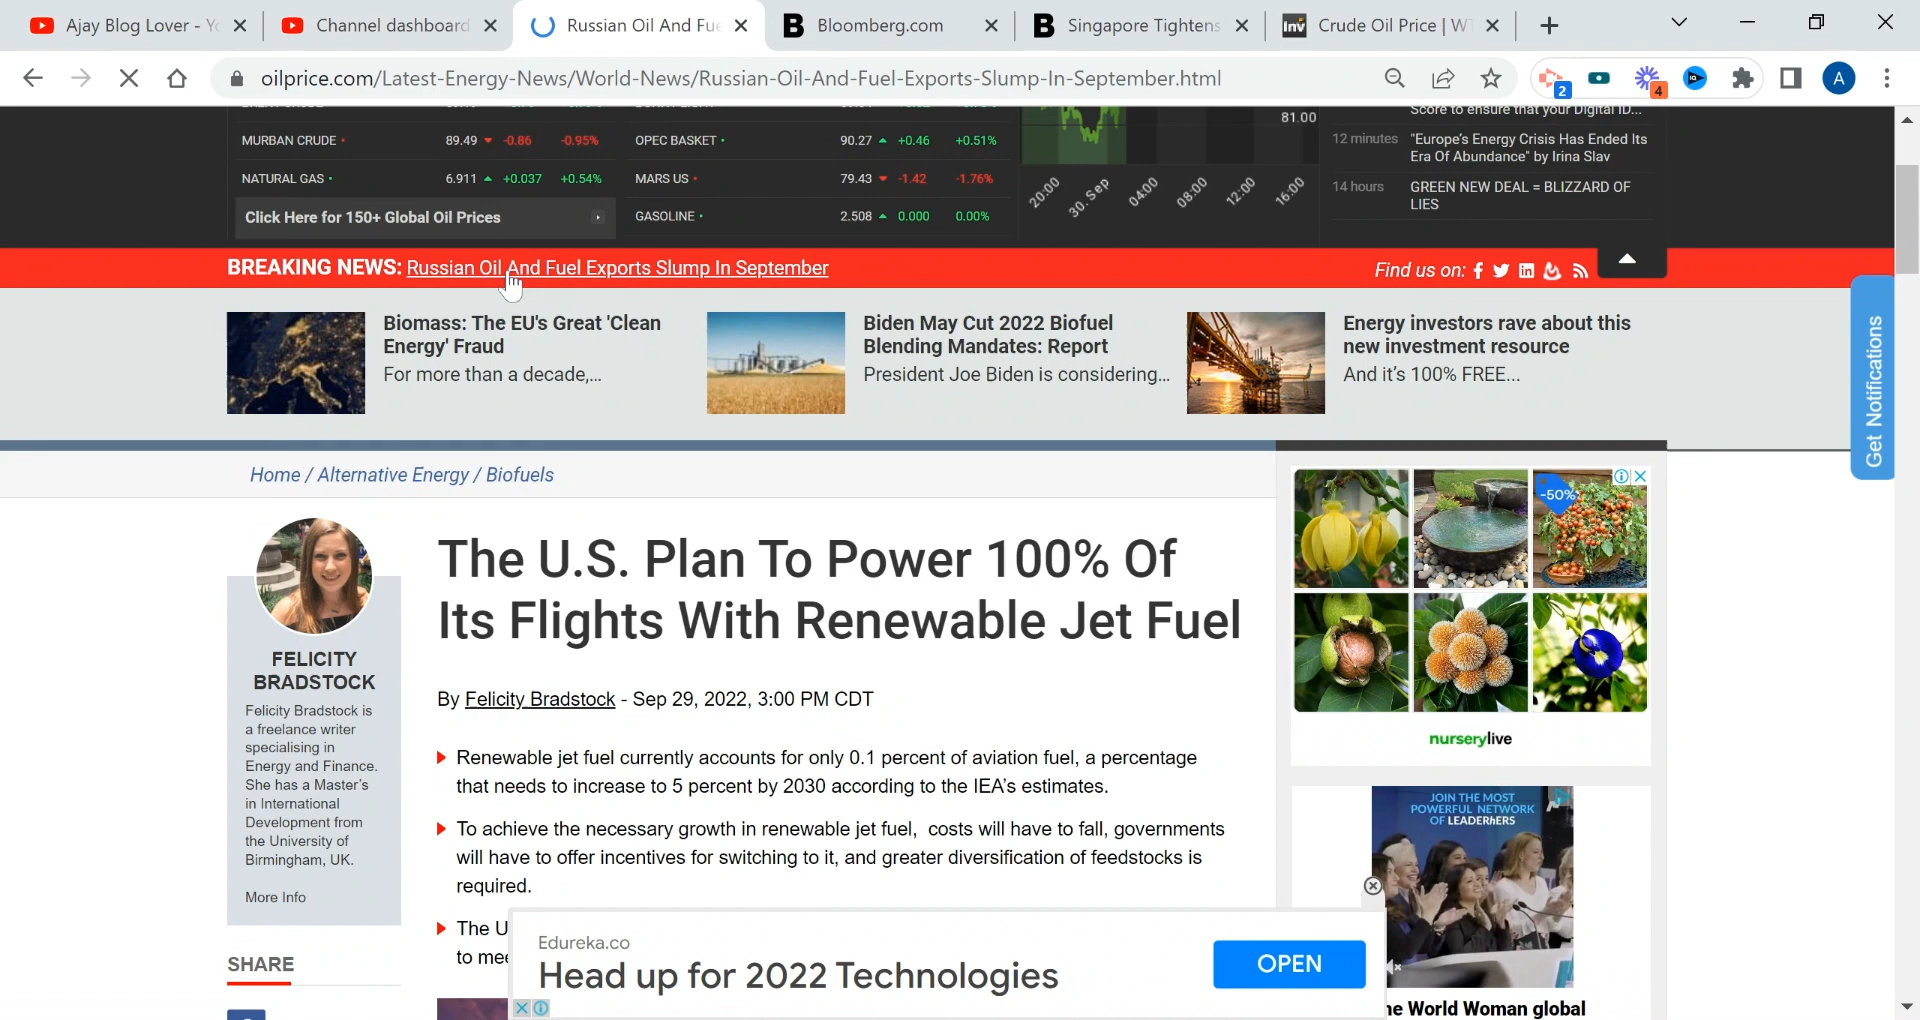 Ajay Blog Lover - Yo
Channel dashboard
Russian Oil And Fue
Bloomberg.com
Singapore Tightens
Crude Oil Price | WT
oilprice.com/Latest-Energy-News/World-News/Russian-Oil-And-Fuel-Exports-Slump-In-September.html
2
4
A
MURBAN CRUDE 89.49 -0.86 -0.95%
NATURAL GAS 6.911 +0.037 +0.54%
Click Here for 150+ Global Oil Prices
OPEC BASKET 90.27 +0.46 +0.51%
MARS US 79.43 -1.42 -1.76%
GASOLINE 2.508 0.000 0.00%
81.00
20:00 30. Sep 04:00 08:00 12:00 16:00
Score to ensure that your Digital ID...
12 minutes "Europe's Energy Crisis Has Ended Its
Era Of Abundance" by Irina Slav
14 hours GREEN NEW DEAL = BLIZZARD OF
LIES
BREAKING NEWS: Russian Oil And Fuel Exports Slump In September
Find us on:
Biomass: The EU's Great 'Clean
Energy' Fraud
For more than a decade,...
Biden May Cut 2022 Biofuel
Blending Mandates: Report
President Joe Biden is considering...
Energy investors rave about this
new investment resource
And it's 100% FREE...
Get Notifications
Home / Alternative Energy / Biofuels
FELICITY
BRADSTOCK
Felicity Bradstock is
a freelance writer
specialising in
Energy and Finance.
She has a Master's
in International
Development from
the University of
Birmingham, UK.
More Info
SHARE
The U.S. Plan To Power 100% Of
Its Flights With Renewable Jet Fuel
By Felicity Bradstock - Sep 29, 2022, 3:00 PM CDT
Renewable jet fuel currently accounts for only 0.1 percent of aviation fuel, a percentage
that needs to increase to 5 percent by 2030 according to the IEA's estimates.
To achieve the necessary growth in renewable jet fuel, costs will have to fall, governments
will have to offer incentives for switching to it, and greater diversification of feedstocks is
required.
The U
to mee
Edureka.co
Head up for 2022 Technologies
OPEN
-50%
nurserylive
JOIN THE MOST
POWERFUL NETWORK
OF LEADERhERS
he World Woman global